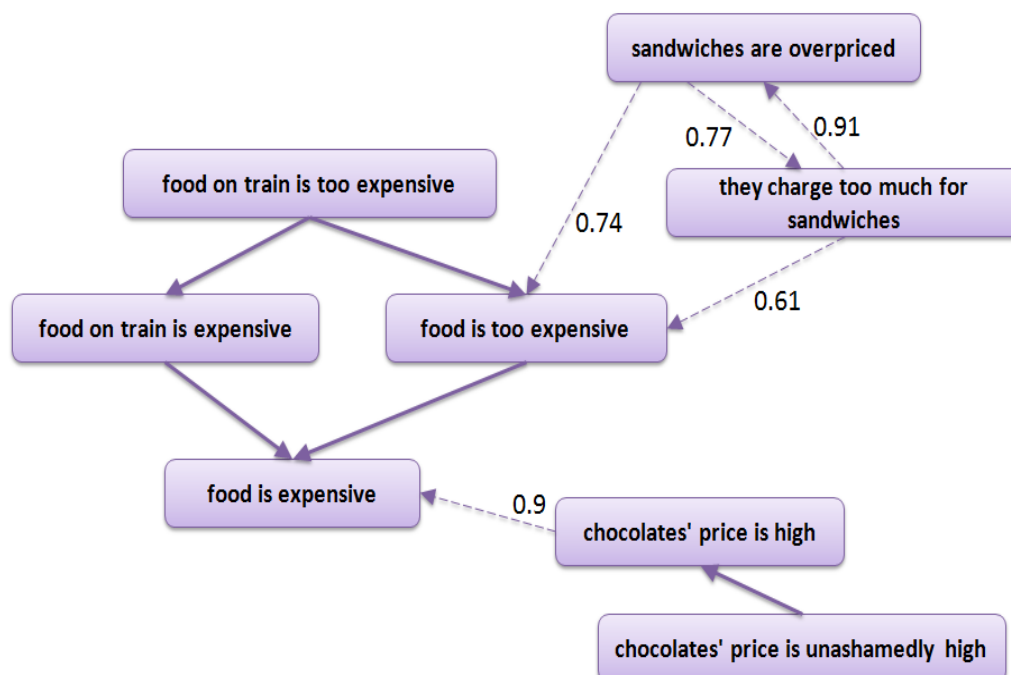 sandwiches are overpriced
0.77
0.91
food on train is too expensive
they charge too much for
sandwiches
0.74
food on train is expensive
food is too expensive
0.61
food is expensive
0.9
chocolates' price is high
chocolates' price is unashamedly high